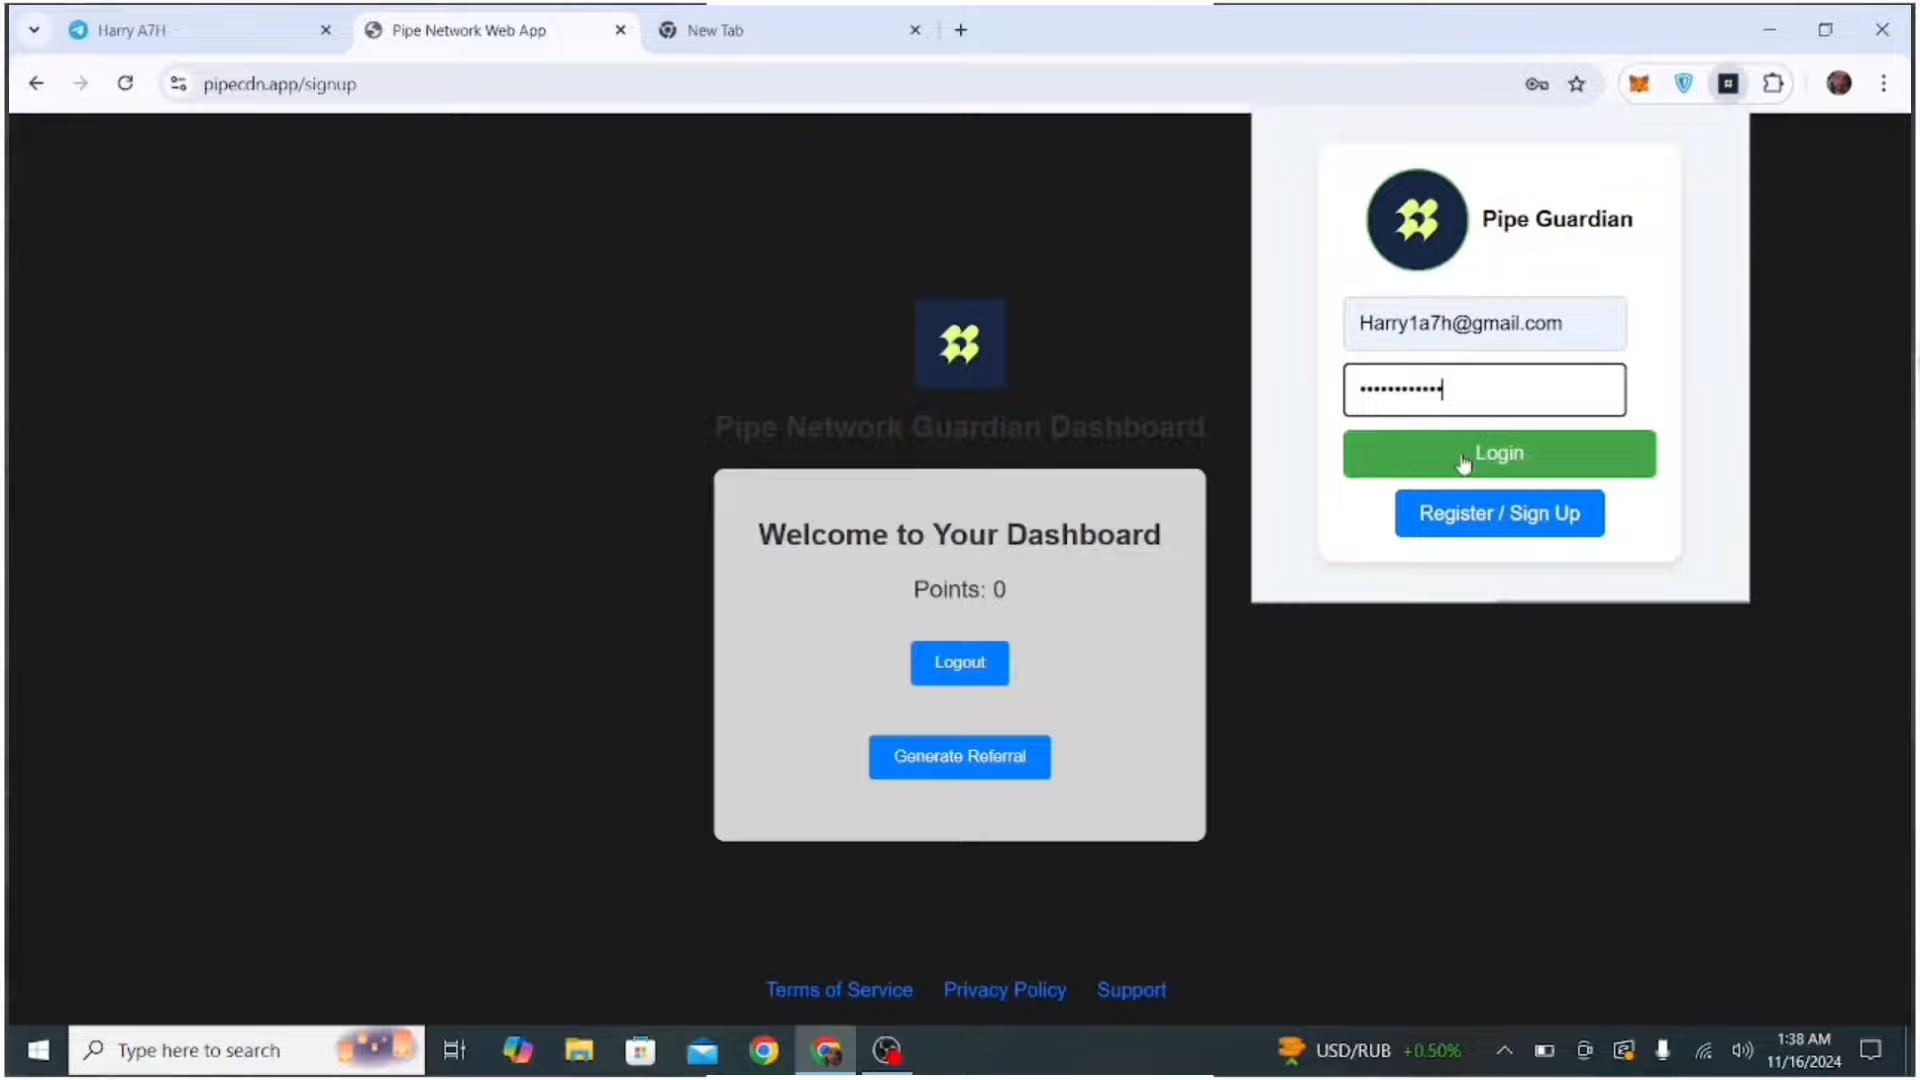 Harry A7H
Pipe Network Web App
New Tab
pipecdn.app/signup
Pipe Guardian
Harry1a7h@gmail.com
••••••••••••
Login
Register / Sign Up
Pipe Network Guardian Dashboard
Welcome to Your Dashboard
Points: 0
Logout
Generate Referral
Terms of Service Privacy Policy Support
Type here to search
USD/RUB +0.50%
1:38 AM
11/16/2024